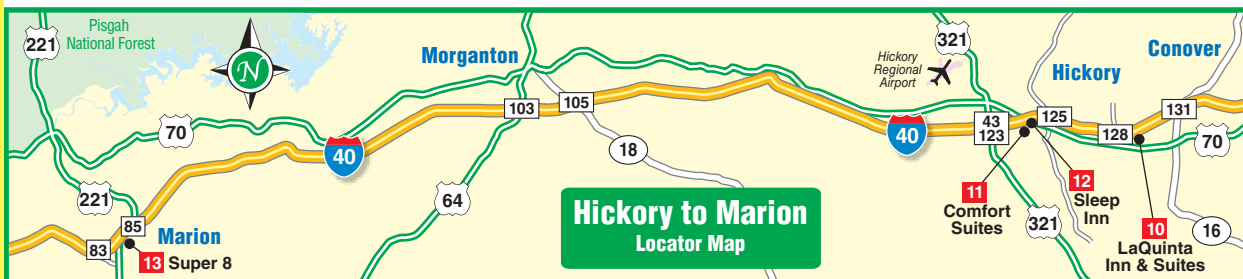 221
Pisgah
National Forest
N
Morganton
321
Hickory
Regional
Airport
Hickory
Conover
70
40
103
105
18
40
43
123
125
128
131
70
221
85
83
Marion
13 Super 8
64
Hickory to Marion
Locator Map
11
Comfort
Suites
321
12
Sleep
Inn
10
LaQuinta
Inn & Suites
16